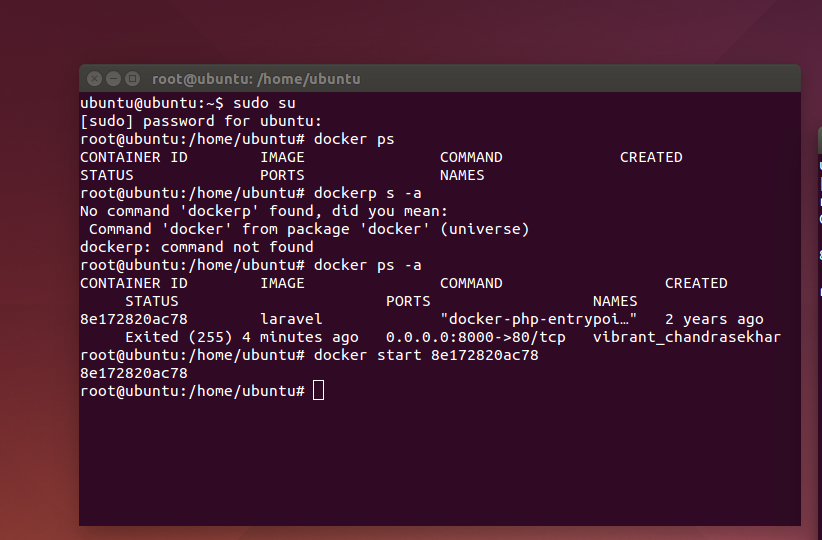 root@ubuntu: /home/ubuntu
ubuntu@ubuntu:~$ sudo su
[sudo] password for ubuntu:
root@ubuntu:/home/ubuntu# docker ps
CONTAINER ID        IMAGE               COMMAND             CREATED
STATUS              PORTS               NAMES
root@ubuntu:/home/ubuntu# dockerp s -a
No command 'dockerp' found, did you mean:
 Command 'docker' from package 'docker' (universe)
dockerp: command not found
root@ubuntu:/home/ubuntu# docker ps -a
CONTAINER ID        IMAGE               COMMAND                  CREATED
     STATUS                       PORTS                  NAMES
8e172820ac78        laravel             "docker-php-entrypoi…"   2 years ago
     Exited (255) 4 minutes ago   0.0.0.0:8000->80/tcp   vibrant_chandrasekhar
root@ubuntu:/home/ubuntu# docker start 8e172820ac78
8e172820ac78
root@ubuntu:/home/ubuntu#